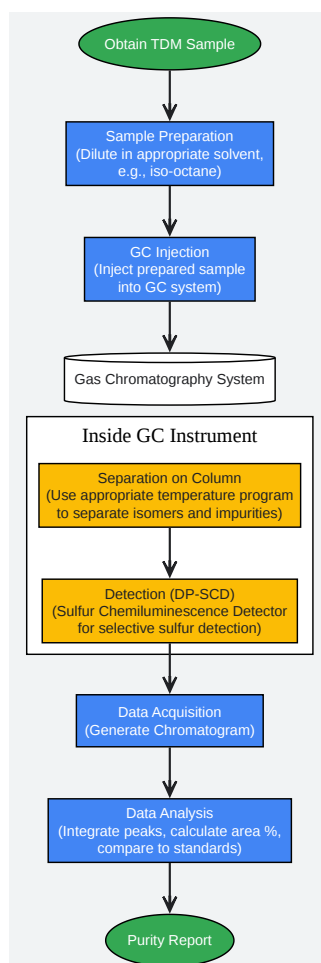 Obtain TDM Sample
Sample Preparation
(Dilute in appropriate solvent,
e.g., iso-octane)
GC Injection
(Inject prepared sample
into GC system)
Gas Chromatography System
Inside GC Instrument
Separation on Column
(Use appropriate temperature program
to separate isomers and impurities)
Detection (DP-SCD)
(Sulfur Chemiluminescence Detector
for selective sulfur detection)
Data Acquisition
(Generate Chromatogram)
Data Analysis
(Integrate peaks, calculate area %,
compare to standards)
Purity Report